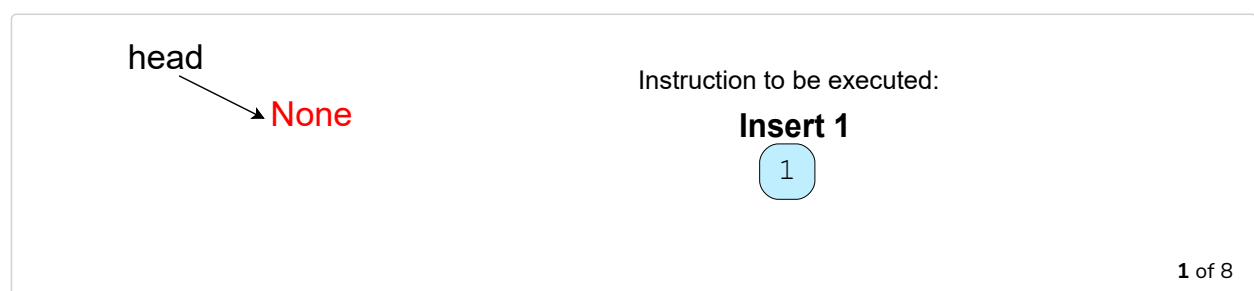 head
None
Instruction to be executed:
Insert 1
1
1 of 8